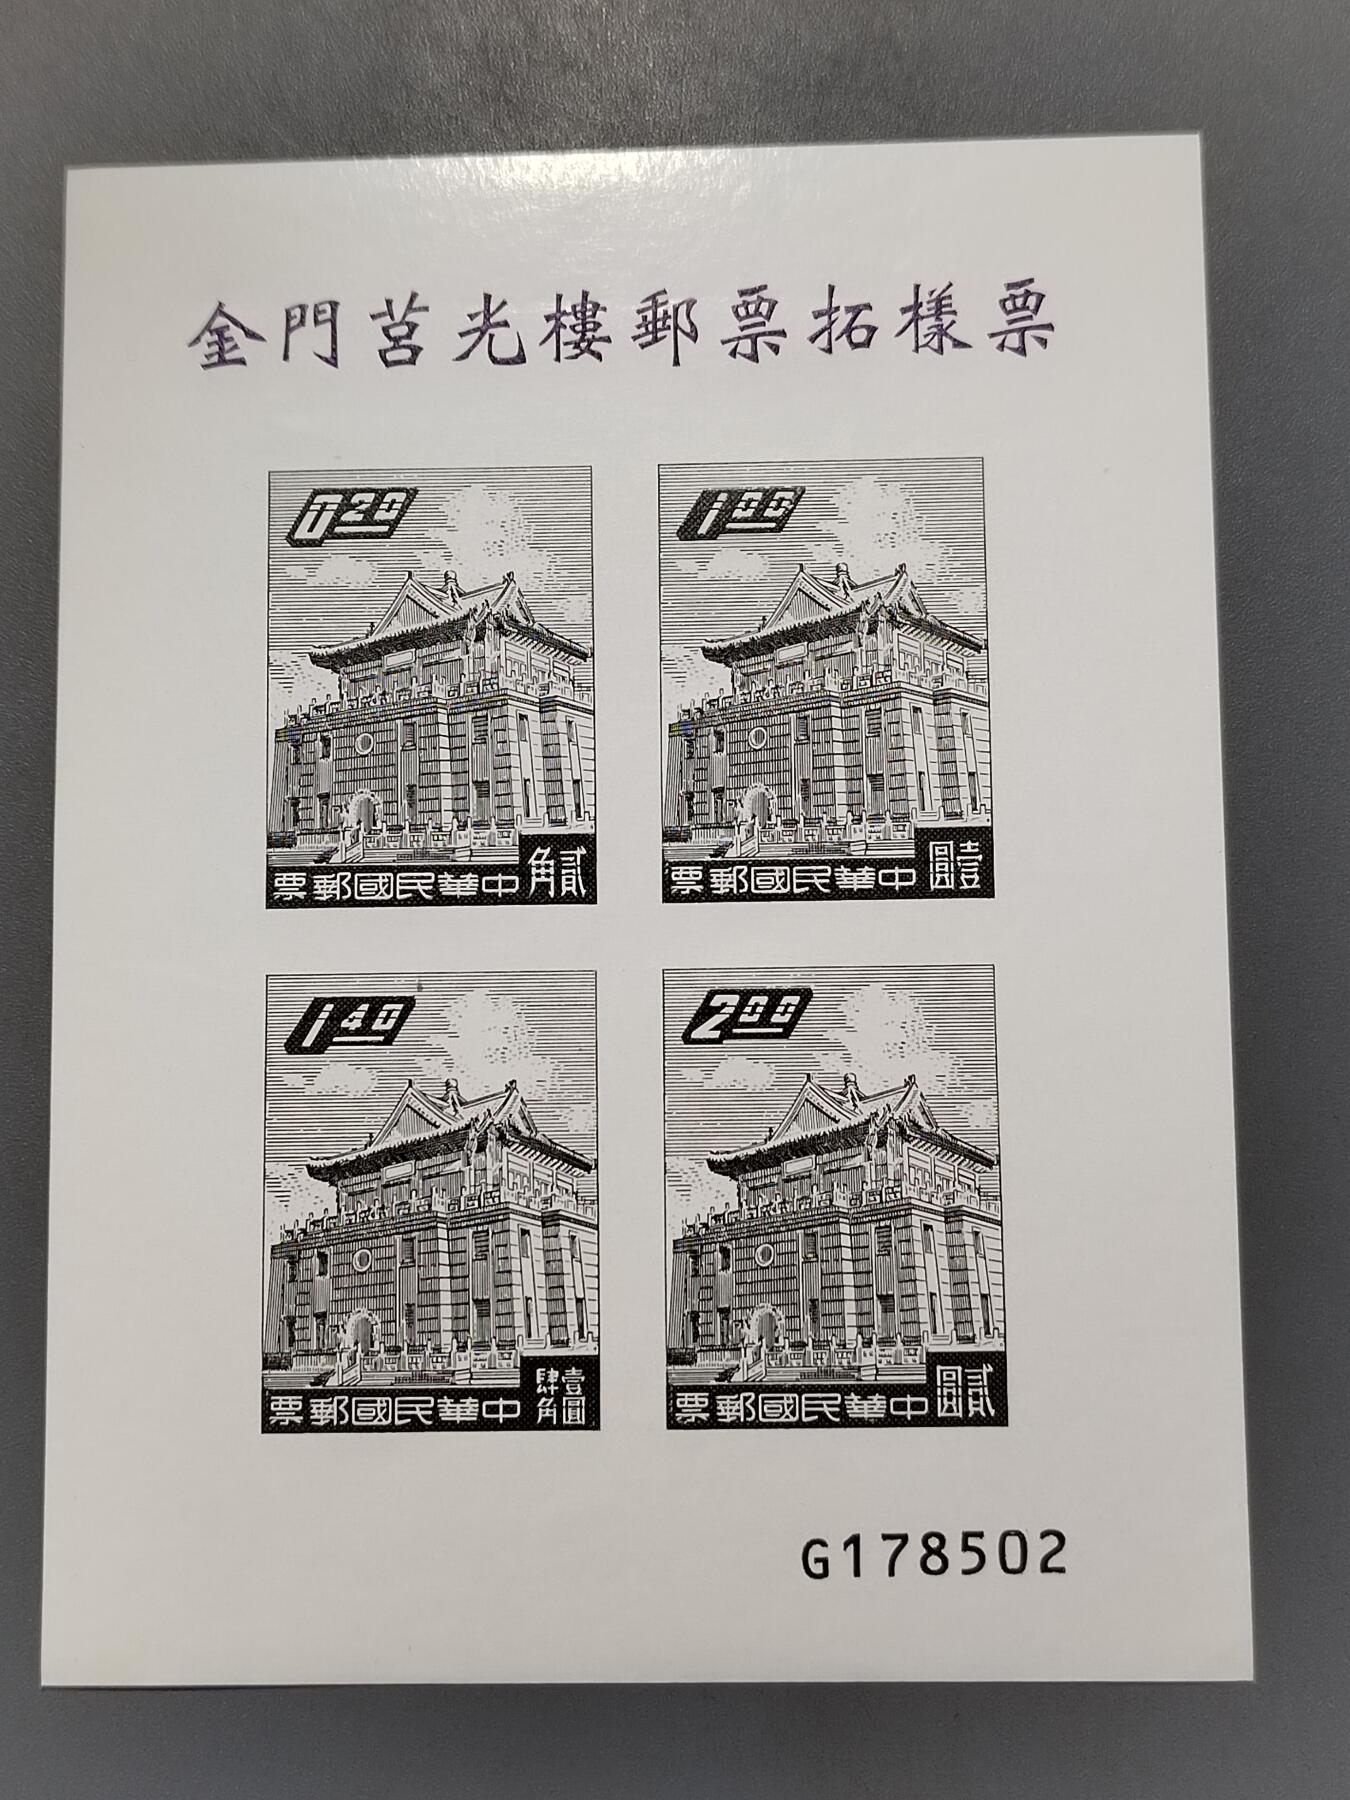 金門莒光樓郵票拓樣票
0.20
貳角
中華民國郵票
1.00
壹圓
中華民國郵票
1.40
壹圓
肆角
中華民國郵票
2.00
貳圓
中華民國郵票
G178502